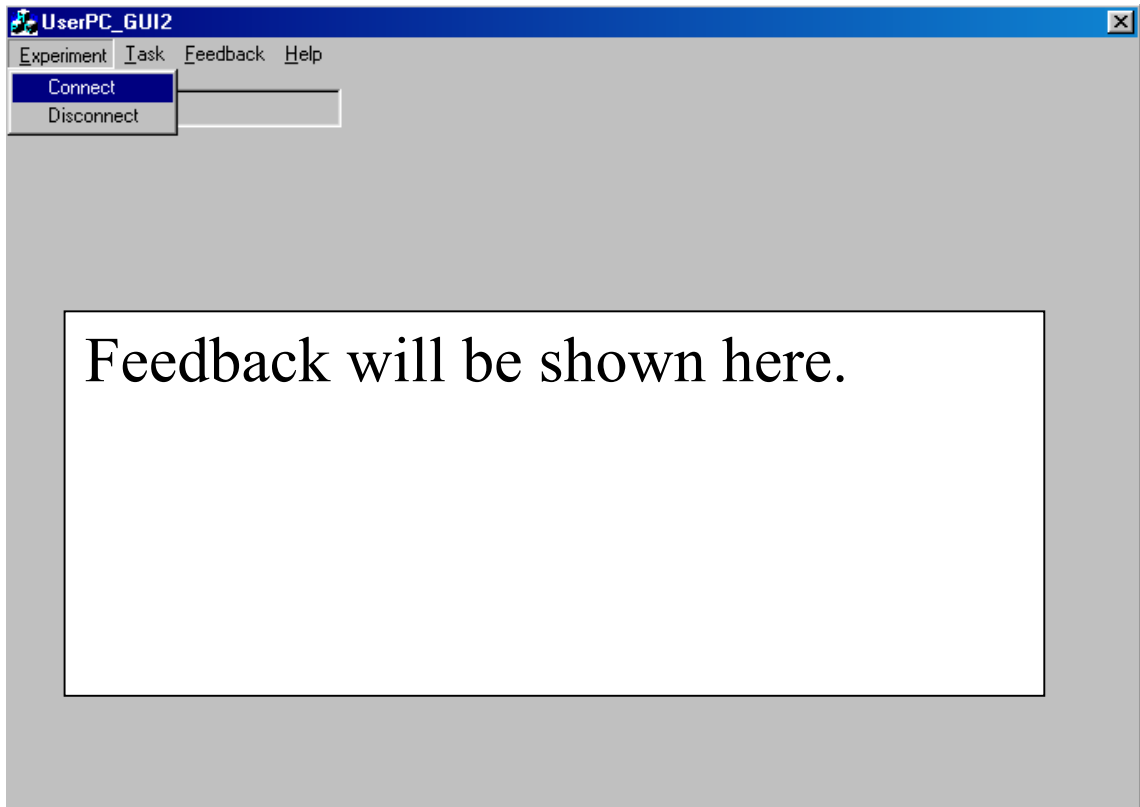 UserPC_GUI2
Experiment Task Feedback Help
Connect
Disconnect
Feedback will be shown here.